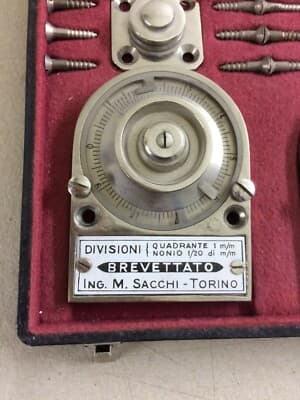 DIVISIONI { QUADRANTE 1 m/m
NONIO 1/20 di m/m
BREVETTATO
ING. M. SACCHI - TORINO